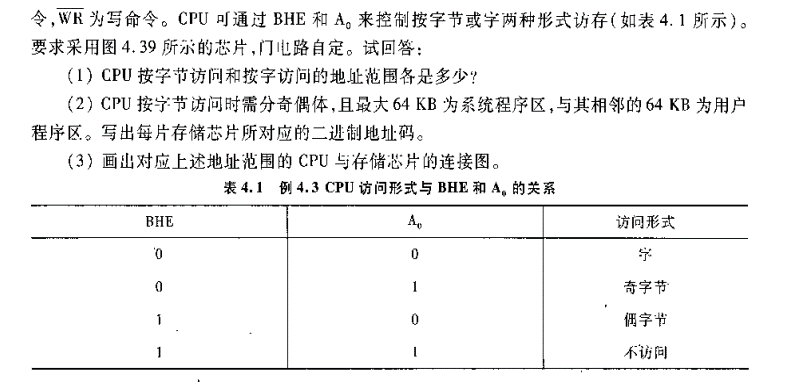 令,WR 为写命令。CPU 可通过 BHE 和 A₀ 来控制按字节或字两种形式访存(如表 4.1 所示)。
要求采用图 4.39 所示的芯片,门电路自定。试回答:
(1) CPU 按字节访问和按字访问的地址范围各是多少?
(2) CPU 按字节访问时需分奇偶体,且最大 64 KB 为系统程序区,与其相邻的 64 KB 为用户
程序区。写出每片存储芯片所对应的二进制地址码。
(3) 画出对应上述地址范围的 CPU 与存储芯片的连接图。
表 4.1 例 4.3 CPU 访问形式与 BHE 和 A₀ 的关系
BHE A₀ 访问形式
0 0 字
0 1 奇字节
1 0 偶字节
1 1 不访问